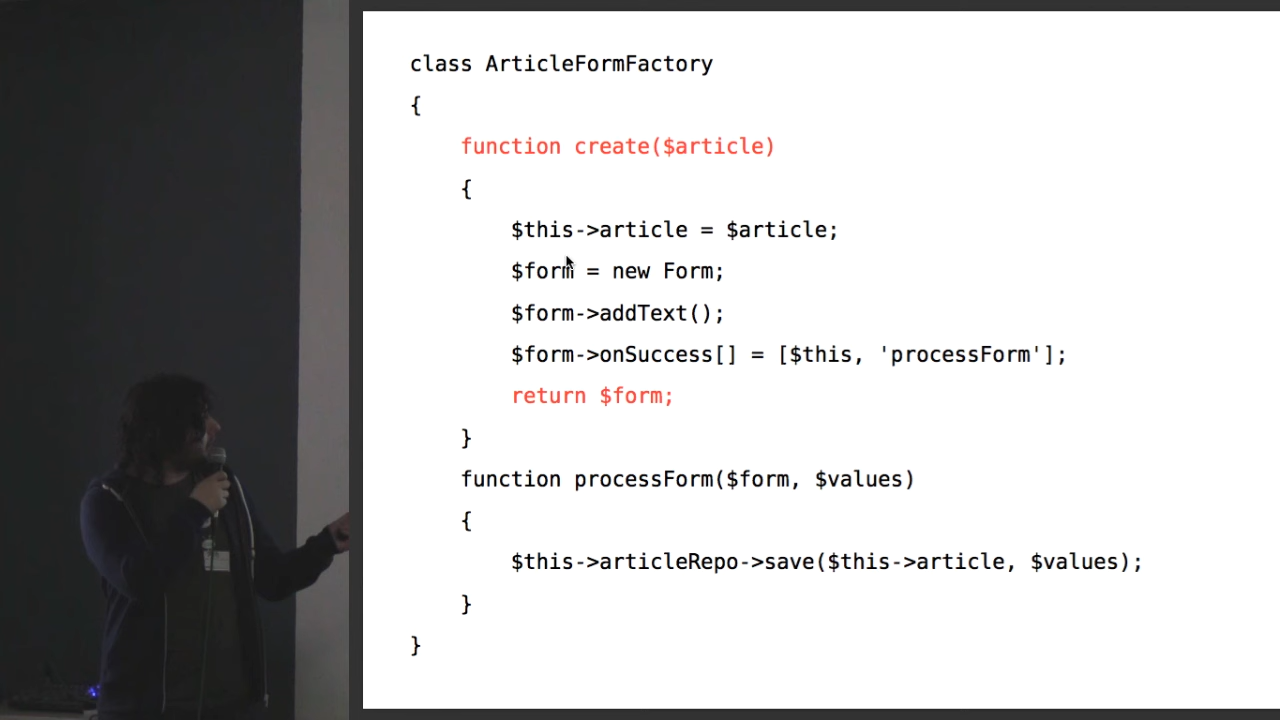 class ArticleFormFactory
{
function create($article)
{
$this->article = $article;
$form = new Form;
$form->addText();
$form->onSuccess[] = [$this, 'processForm'];
return $form;
}
function processForm($form, $values)
{
$this->articleRepo->save($this->article, $values);
}
}